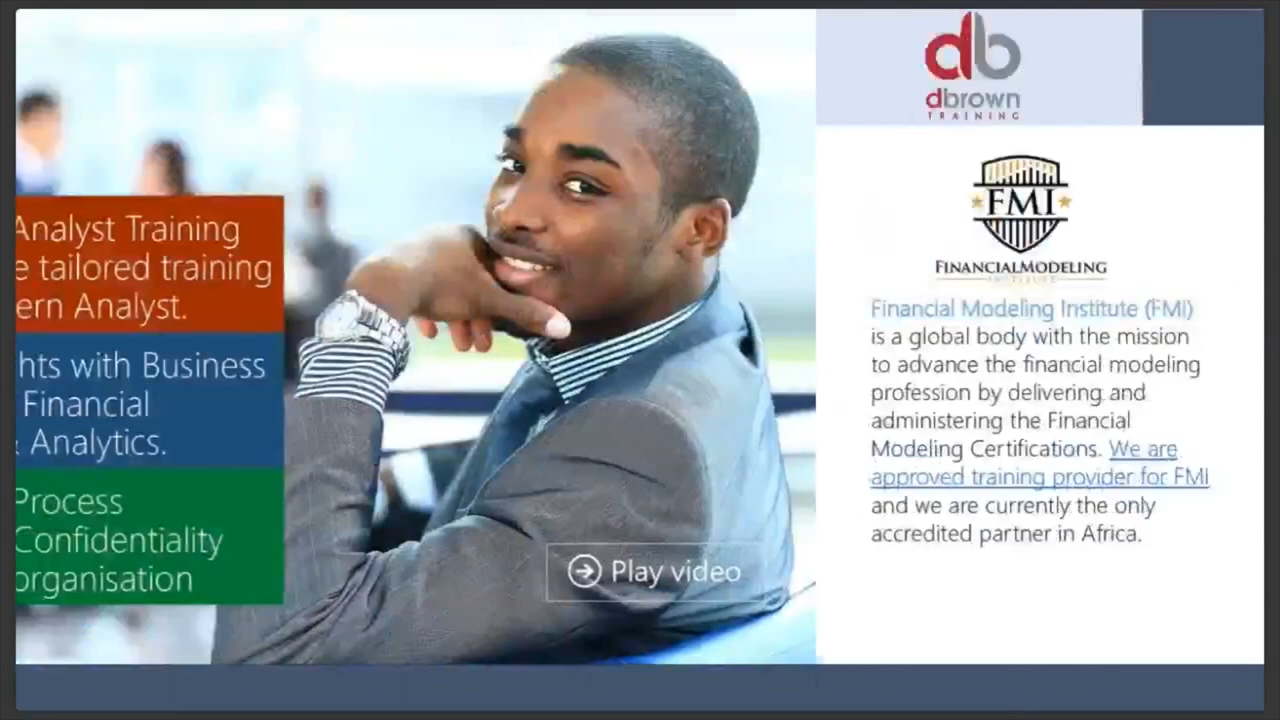 Analyst Training
e tailored training
ern Analyst.
hts with Business
Financial
& Analytics.
Process
Confidentiality
organisation
Play video
db
dbrown
TRAINING
FMI
FINANCIALMODELING
INSTITUTE
Financial Modeling Institute (FMI)
is a global body with the mission
to advance the financial modeling
profession by delivering and
administering the Financial
Modeling Certifications. We are
approved training provider for FMI
and we are currently the only
accredited partner in Africa.